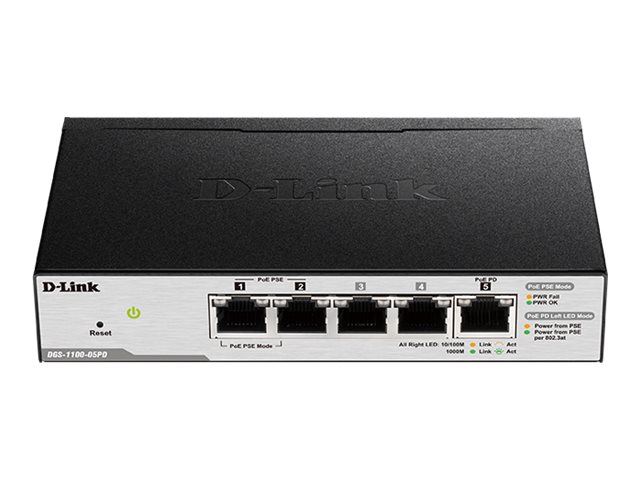 D-Link
PoE PSE
PoE PD
1 2 3 4 5
PoE PSE Mode
D-Link
PWR Fail
PWR OK
PoE PD Left LED Mode
Reset
Power from PSE
Power from PSE
per 802.3at
PoE PSE Mode
All Right LED: 10/100M Link Act
1000M Link Act
DGS-1100-05PD